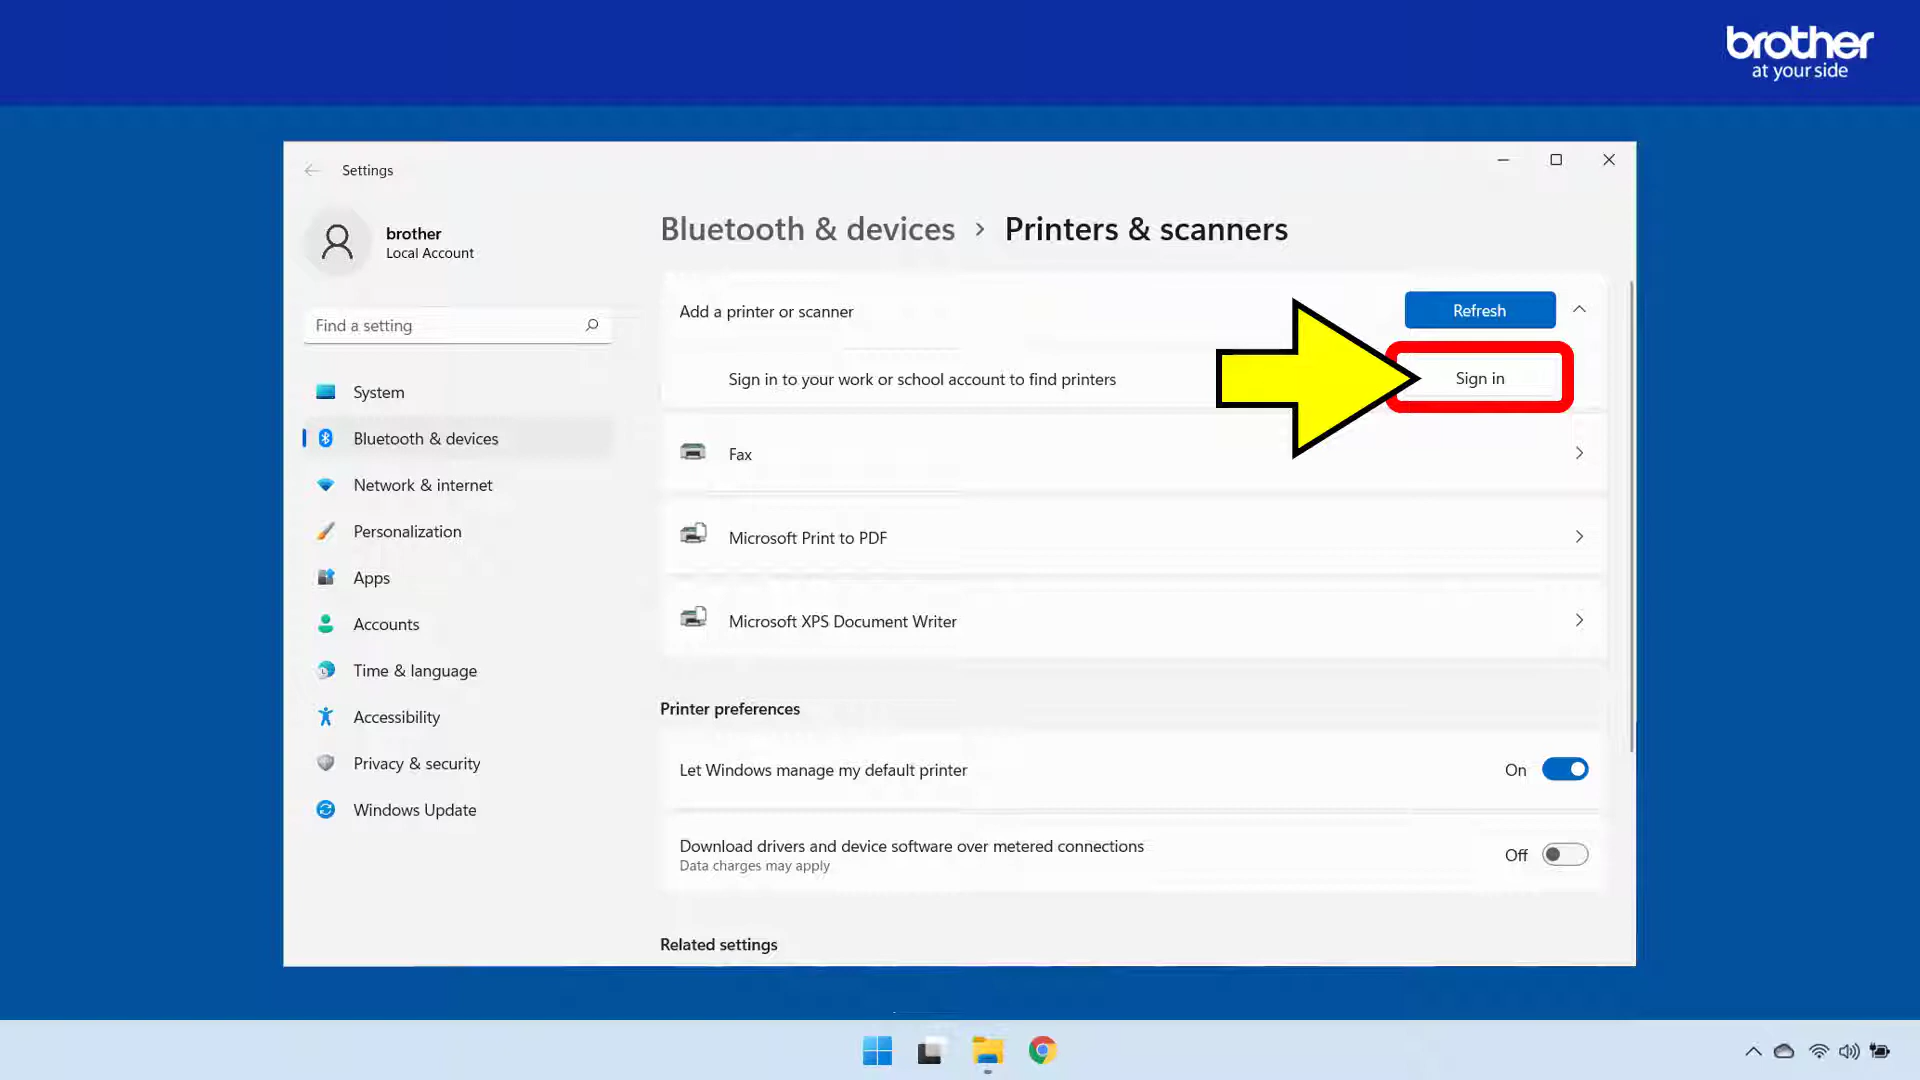 brother
at your side
Settings
brother
Local Account
Find a setting
System
Bluetooth & devices
Network & internet
Personalization
Apps
Accounts
Time & language
Accessibility
Privacy & security
Windows Update
Bluetooth & devices > Printers & scanners
Add a printer or scanner
Refresh
Sign in to your work or school account to find printers
Sign in
Fax
Microsoft Print to PDF
Microsoft XPS Document Writer
Printer preferences
Let Windows manage my default printer
On
Download drivers and device software over metered connections
Data charges may apply
Off
Related settings